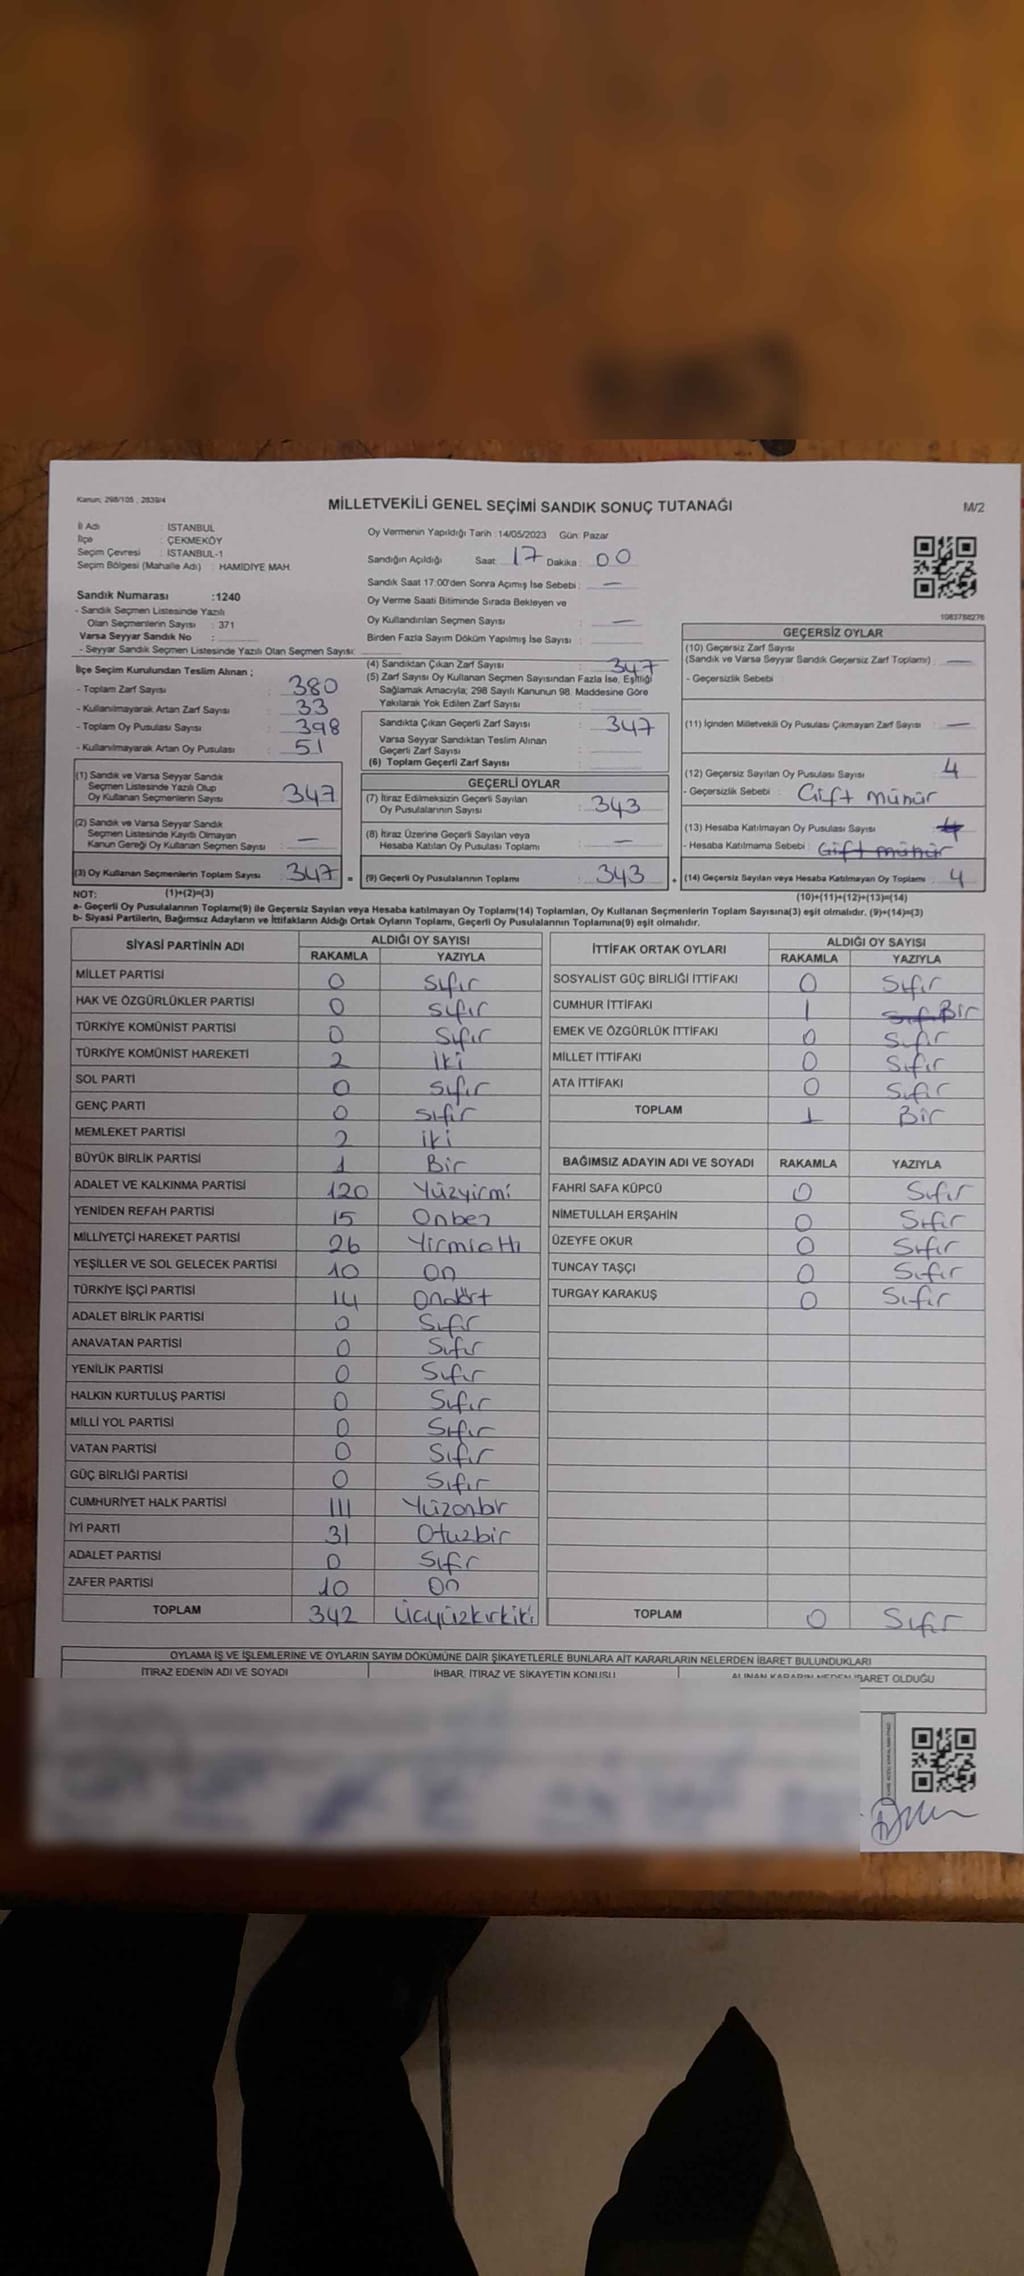 Kanun; 298/105 ; 2839/4
MİLLETVEKİLİ GENEL SEÇİMİ SANDIK SONUÇ TUTANAĞI
M/2
İl Adı : İSTANBUL
İlçe : ÇEKMEKÖY
Seçim Çevresi : İSTANBUL-1
Seçim Bölgesi (Mahalle Adı) : HAMİDİYE MAH.
Sandık Numarası :1240
- Sandık Seçmen Listesinde Yazılı
Olan Seçmenlerin Sayısı : 371
Varsa Seyyar Sandık No :
- Seyyar Sandık Seçmen Listesinde Yazılı Olan Seçmen Sayısı:
Oy Vermenin Yapıldığı Tarih :14/05/2023 Gün: Pazar
Sandığın Açıldığı Saat: 17 Dakika : 00
Sandık Saat 17:00'den Sonra Açımış İse Sebebi : —
Oy Verme Saati Bitiminde Sırada Bekleyen ve
Oy Kullandırılan Seçmen Sayısı : —
Birden Fazla Sayım Döküm Yapılmış İse Sayısı :
1083788276
İlçe Seçim Kurulundan Teslim Alınan ;
- Toplam Zarf Sayısı : 380
- Kullanılmayarak Artan Zarf Sayısı : 33
- Toplam Oy Pusulası Sayısı : 398
- Kullanılmayarak Artan Oy Pusulası : 51
(1) Sandık ve Varsa Seyyar Sandık
Seçmen Listesinde Yazılı Olup
Oy Kullanan Seçmenlerin Sayısı : 347
(2) Sandık ve Varsa Seyyar Sandık
Seçmen Listesinde Kayıtlı Olmayan
Kanun Gereği Oy Kullanan Seçmen Sayısı : —
(3) Oy Kullanan Seçmenlerin Toplam Sayısı : 347 =
(4) Sandıktan Çıkan Zarf Sayısı : 347
(5) Zarf Sayısı Oy Kullanan Seçmen Sayısından Fazla İse, Eşitliği
Sağlamak Amacıyla; 298 Sayılı Kanunun 98. Maddesine Göre
Yakılarak Yok Edilen Zarf Sayısı :
Sandıkta Çıkan Geçerli Zarf Sayısı : 347
Varsa Seyyar Sandıktan Teslim Alınan
Geçerli Zarf Sayısı :
(6) Toplam Geçerli Zarf Sayısı :
GEÇERLİ OYLAR
(7) İtiraz Edilmeksizin Geçerli Sayılan
Oy Pusulalarının Sayısı : 343
(8) İtiraz Üzerine Geçerli Sayılan veya
Hesaba Katılan Oy Pusulası Toplamı : —
(9) Geçerli Oy Pusulalarının Toplamı : 343 +
GEÇERSİZ OYLAR
(10) Geçersiz Zarf Sayısı
(Sandık ve Varsa Seyyar Sandık Geçersiz Zarf Toplamı) : —
- Geçersizlik Sebebi :
(11) İçinden Milletvekili Oy Pusulası Çıkmayan Zarf Sayısı : —
(12) Geçersiz Sayılan Oy Pusulası Sayısı : 4
- Geçersizlik Sebebi : Çift mühür
(13) Hesaba Katılmayan Oy Pusulası Sayısı : 4
- Hesaba Katılmama Sebebi : Çift mühür
(14) Geçersiz Sayılan veya Hesaba Katılmayan Oy Toplamı : 4
NOT: (1)+(2)=(3)
(10)+(11)+(12)+(13)=(14)
a- Geçerli Oy Pusulalarının Toplamı(9) ile Geçersiz Sayılan veya Hesaba katılmayan Oy Toplamı(14) Toplamları, Oy Kullanan Seçmenlerin Toplam Sayısına(3) eşit olmalıdır. (9)+(14)=(3)
b- Siyasi Partilerin, Bağımsız Adayların ve İttifakların Aldığı Ortak Oyların Toplamı, Geçerli Oy Pusulalarının Toplamına(9) eşit olmalıdır.
SİYASİ PARTİNİN ADI ALDIĞI OY SAYISI
RAKAMLA YAZIYLA
MİLLET PARTİSİ 0 Sıfır
HAK VE ÖZGÜRLÜKLER PARTİSİ 0 Sıfır
TÜRKİYE KOMÜNİST PARTİSİ 0 Sıfır
TÜRKİYE KOMÜNİST HAREKETİ 2 İki
SOL PARTİ 0 Sıfır
GENÇ PARTİ 0 Sıfır
MEMLEKET PARTİSİ 2 iki
BÜYÜK BİRLİK PARTİSİ 1 Bir
ADALET VE KALKINMA PARTİSİ 120 Yüzyirmi
YENİDEN REFAH PARTİSİ 15 Onbeş
MİLLİYETÇİ HAREKET PARTİSİ 26 Yirmialtı
YEŞİLLER VE SOL GELECEK PARTİSİ 10 On
TÜRKİYE İŞÇİ PARTİSİ 14 Ondört
ADALET BİRLİK PARTİSİ 0 Sıfır
ANAVATAN PARTİSİ 0 Sıfır
YENİLİK PARTİSİ 0 Sıfır
HALKIN KURTULUŞ PARTİSİ 0 Sıfır
MİLLİ YOL PARTİSİ 0 Sıfır
VATAN PARTİSİ 0 Sıfır
GÜÇ BİRLİĞİ PARTİSİ 0 Sıfır
CUMHURİYET HALK PARTİSİ 111 Yüzonbir
İYİ PARTİ 31 Otuzbir
ADALET PARTİSİ 0 Sıfır
ZAFER PARTİSİ 10 On
TOPLAM 342 Üçyüzkırkiki
İTTİFAK ORTAK OYLARI ALDIĞI OY SAYISI
RAKAMLA YAZIYLA
SOSYALİST GÜÇ BİRLİĞİ İTTİFAKI 0 Sıfır
CUMHUR İTTİFAKI 1 Sıf Bir
EMEK VE ÖZGÜRLÜK İTTİFAKI 0 Sıfır
MİLLET İTTİFAKI 0 Sıfır
ATA İTTİFAKI 0 Sıfır
TOPLAM 1 Bir
BAĞIMSIZ ADAYIN ADI VE SOYADI RAKAMLA YAZIYLA
FAHRİ SAFA KÜPCÜ 0 Sıfır
NİMETULLAH ERŞAHİN 0 Sıfır
ÜZEYFE OKUR 0 Sıfır
TUNCAY TAŞÇI 0 Sıfır
TURGAY KARAKUŞ 0 Sıfır
TOPLAM 0 Sıfır
OYLAMA İŞ VE İŞLEMLERİNE VE OYLARIN SAYIM DÖKÜMÜNE DAİR ŞİKAYETLERLE BUNLARA AİT KARARLARIN NELERDEN İBARET BULUNDUKLARI
İTİRAZ EDENİN ADI VE SOYADI İHBAR, İTİRAZ VE ŞİKAYETİN KONUSU ALINAN KARARIN NEDEN İBARET OLDUĞU